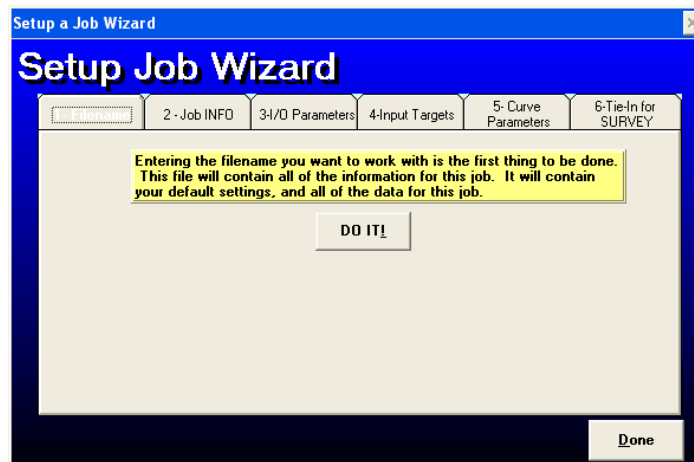 Setup a Job Wizard
Setup Job Wizard
1- Filename
2 - Job INFO
3-I/O Parameters
4-Input Targets
5- Curve
Parameters
6-Tie-In for
SURVEY
Entering the filename you want to work with is the first thing to be done.
This file will contain all of the information for this job. It will contain
your default settings, and all of the data for this job.
DO IT!
Done